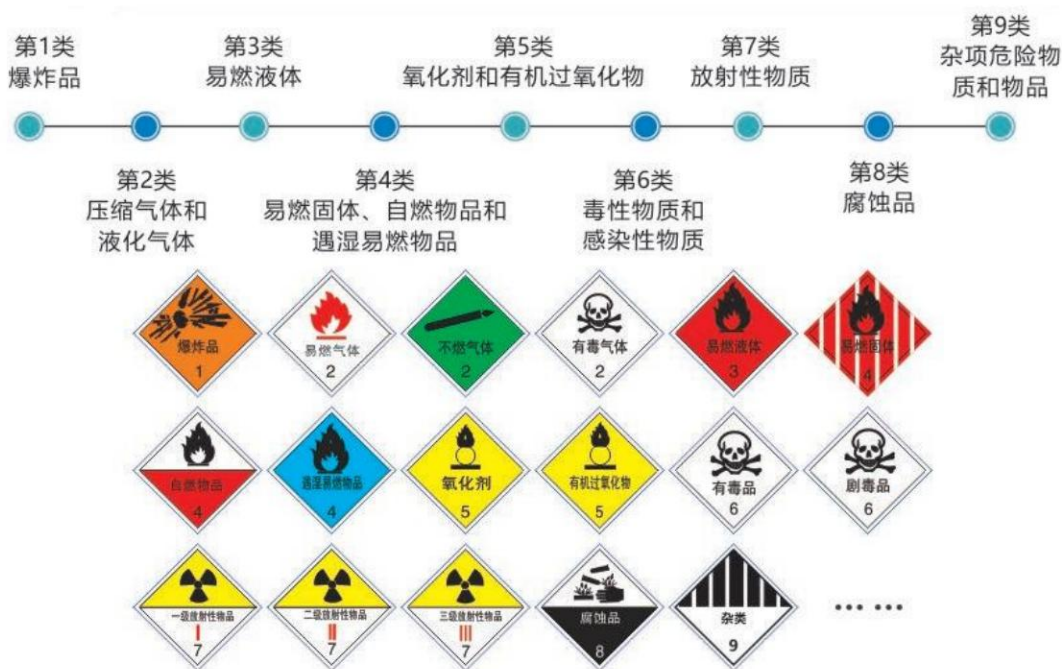 第1类
爆炸品
第3类
易燃液体
第5类
氧化剂和有机过氧化物
第7类
放射性物质
第9类
杂项危险物
质和物品
第2类
压缩气体和
液化气体
第4类
易燃固体、自燃物品和
遇湿易燃物品
第6类
毒性物质和
感染性物质
第8类
腐蚀品
爆炸品
1
易燃气体
2
不燃气体
2
有毒气体
2
易燃液体
3
易燃固体
4
自燃物品
4
遇湿易燃物品
4
氧化剂
5
有机过氧化物
5
有毒品
6
剧毒品
6
一级放射性物品
I
7
二级放射性物品
II
7
三级放射性物品
III
7
腐蚀品
8
杂类
9
……